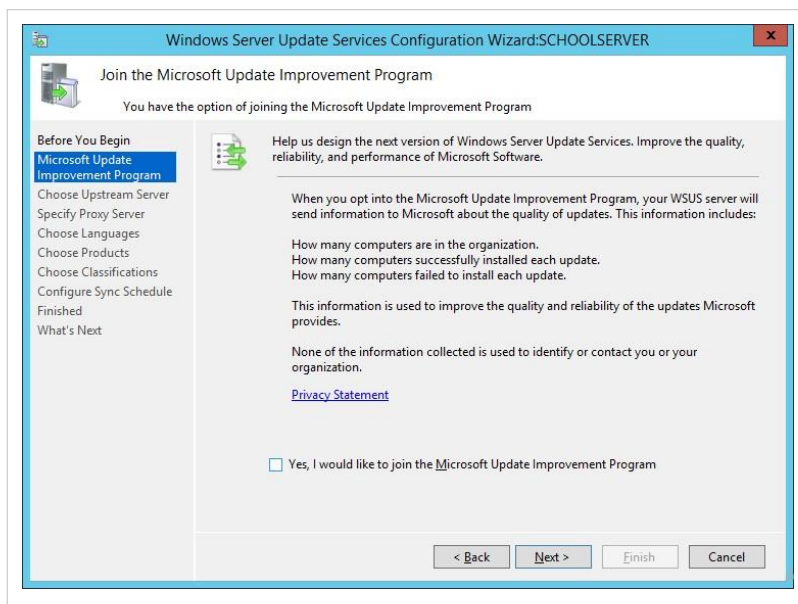 Windows Server Update Services Configuration Wizard:SCHOOLSERVER
x
Join the Microsoft Update Improvement Program
You have the option of joining the Microsoft Update Improvement Program
Before You Begin
Microsoft Update
Improvement Program
Choose Upstream Server
Specify Proxy Server
Choose Languages
Choose Products
Choose Classifications
Configure Sync Schedule
Finished
What's Next
Help us design the next version of Windows Server Update Services. Improve the quality,
reliability, and performance of Microsoft Software.
When you opt into the Microsoft Update Improvement Program, your WSUS server will
send information to Microsoft about the quality of updates. This information includes:
How many computers are in the organization.
How many computers successfully installed each update.
How many computers failed to install each update.
This information is used to improve the quality and reliability of the updates Microsoft
provides.
None of the information collected is used to identify or contact you or your
organization.
Privacy Statement
Yes, I would like to join the Microsoft Update Improvement Program
< Back Next > Finish Cancel